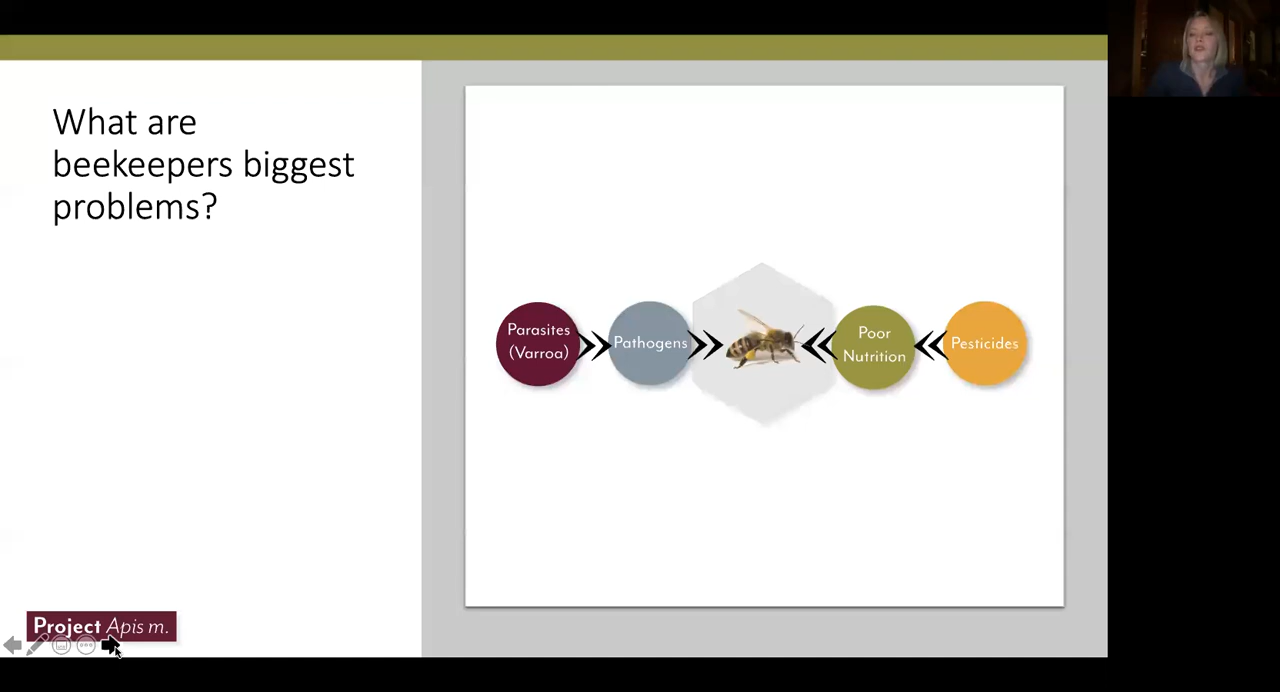 What are
beekeepers biggest
problems?
Parasites
(Varroa)
Pathogens
Poor
Nutrition
Pesticides
Project Apis m.